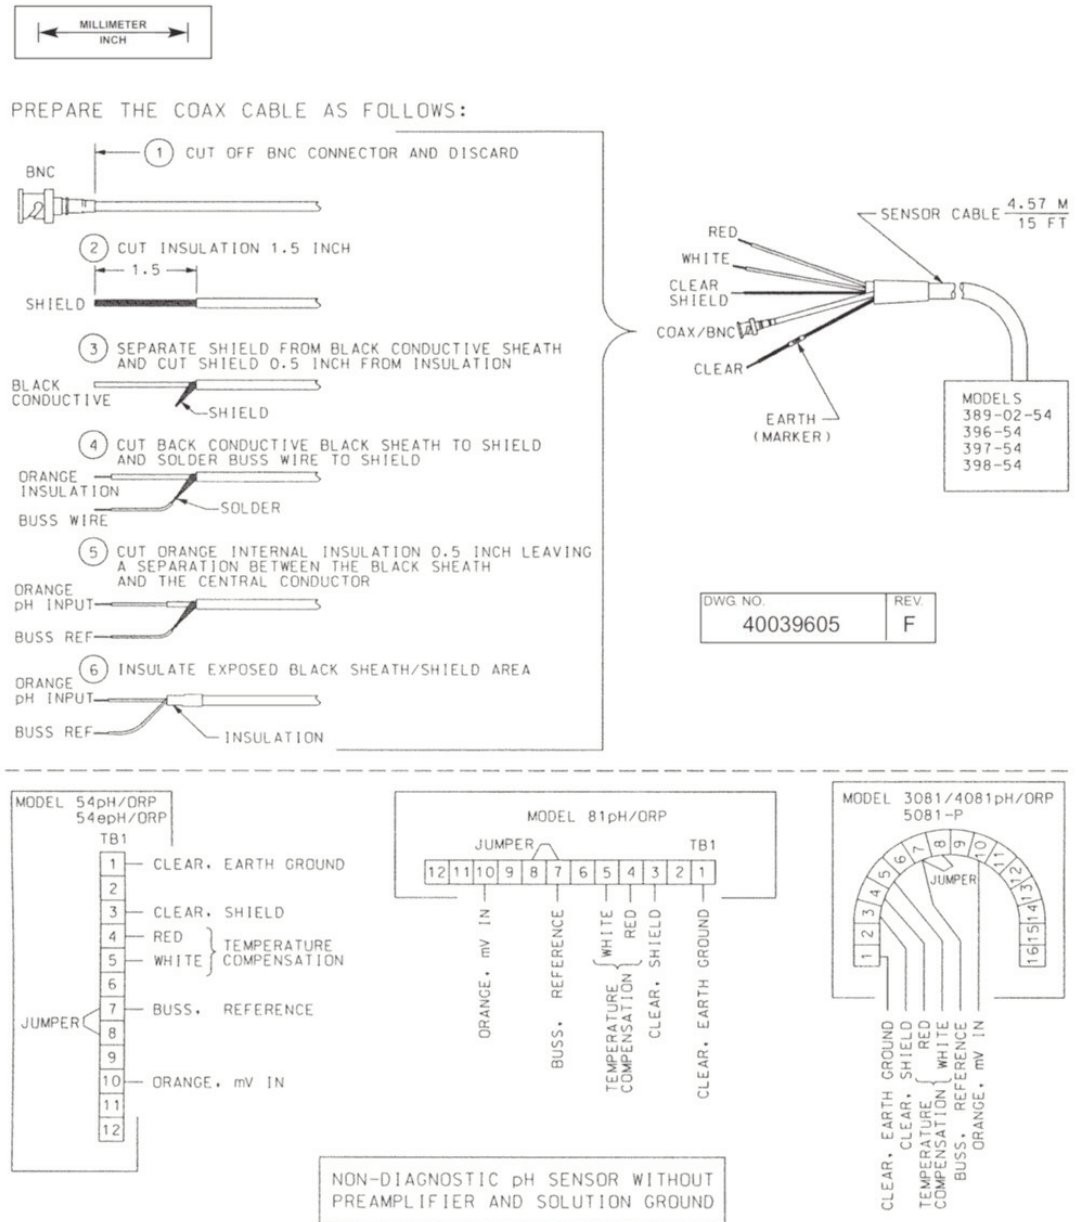 MILLIMETER
INCH
PREPARE THE COAX CABLE AS FOLLOWS:
1 CUT OFF BNC CONNECTOR AND DISCARD
BNC
2 CUT INSULATION 1.5 INCH
1.5
SHIELD
3 SEPARATE SHIELD FROM BLACK CONDUCTIVE SHEATH
AND CUT SHIELD 0.5 INCH FROM INSULATION
BLACK
CONDUCTIVE
SHIELD
4 CUT BACK CONDUCTIVE BLACK SHEATH TO SHIELD
AND SOLDER BUSS WIRE TO SHIELD
ORANGE
INSULATION
SOLDER
BUSS WIRE
5 CUT ORANGE INTERNAL INSULATION 0.5 INCH LEAVING
A SEPARATION BETWEEN THE BLACK SHEATH
AND THE CENTRAL CONDUCTOR
ORANGE
pH INPUT
BUSS REF
6 INSULATE EXPOSED BLACK SHEATH/SHIELD AREA
ORANGE
pH INPUT
BUSS REF
INSULATION
SENSOR CABLE 4.57 M
15 FT
RED
WHITE
CLEAR
SHIELD
COAX/BNC
CLEAR
EARTH
(MARKER)
MODELS
389-02-54
396-54
397-54
398-54
DWG. NO.
40039605
REV.
F
MODEL 54pH/ORP
54epH/ORP
TB1
1 CLEAR, EARTH GROUND
2
3 CLEAR, SHIELD
4 RED
5 WHITE
TEMPERATURE
COMPENSATION
6
7 BUSS, REFERENCE
JUMPER
8
9
10 ORANGE, mV IN
11
12
MODEL 81pH/ORP
JUMPER
TB1
12 11 10 9 8 7 6 5 4 3 2 1
ORANGE, mV IN
BUSS, REFERENCE
WHITE
RED
TEMPERATURE
COMPENSATION
CLEAR, SHIELD
CLEAR, EARTH GROUND
MODEL 3081/4081pH/ORP
5081-P
1 2 3 4 5 6 7 8 9 10 11 12 13 14 15 16
JUMPER
CLEAR, EARTH GROUND
CLEAR, SHIELD
RED
WHITE
TEMPERATURE
COMPENSATION
BUSS, REFERENCE
ORANGE, mV IN
NON-DIAGNOSTIC pH SENSOR WITHOUT
PREAMPLIFIER AND SOLUTION GROUND